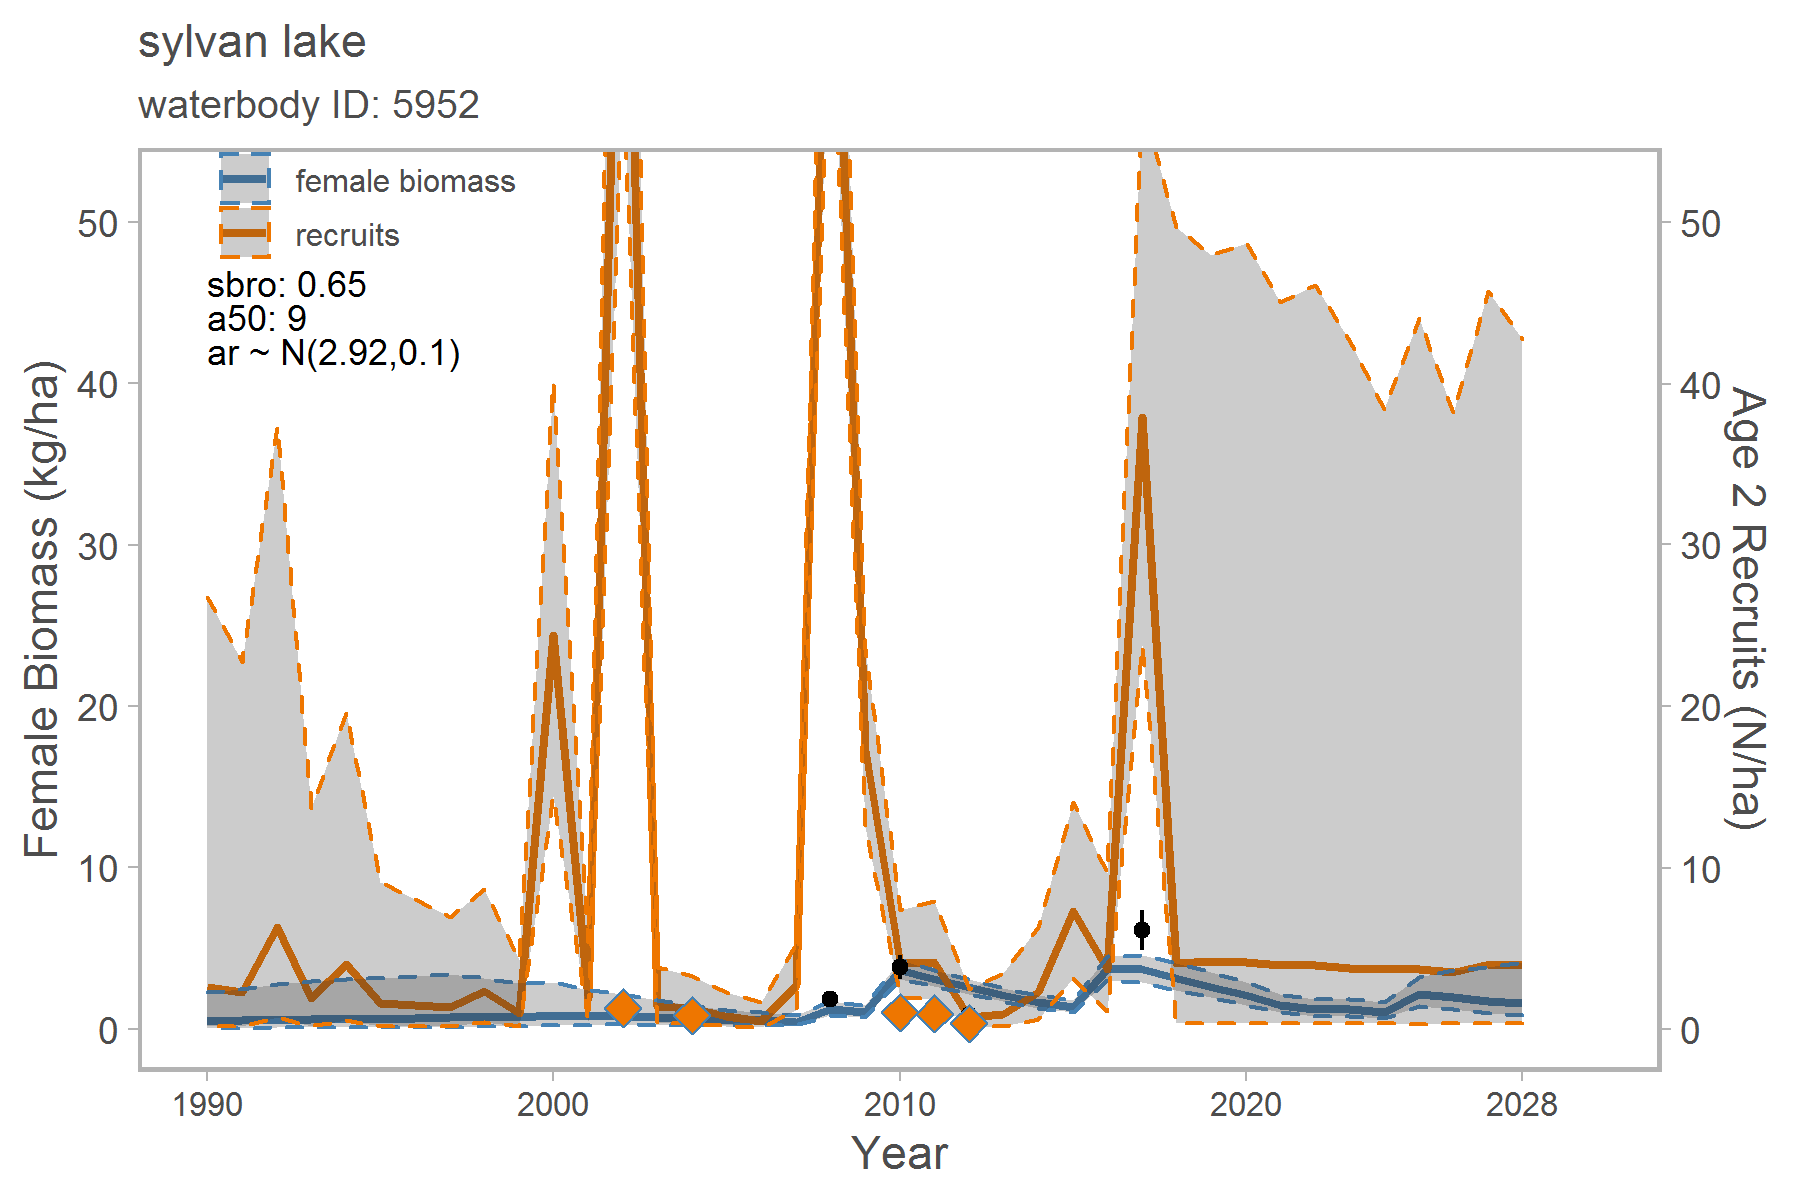 sylvan lake
waterbody ID: 5952
female biomass
recruits
sbro: 0.65
a50: 9
ar ~ N(2.92,0.1)
Female Biomass (kg/ha)
50
40
30
20
10
0
50
40
30
20
10
0
Age 2 Recruits (N/ha)
1990
2000
2010
2020
2028
Year